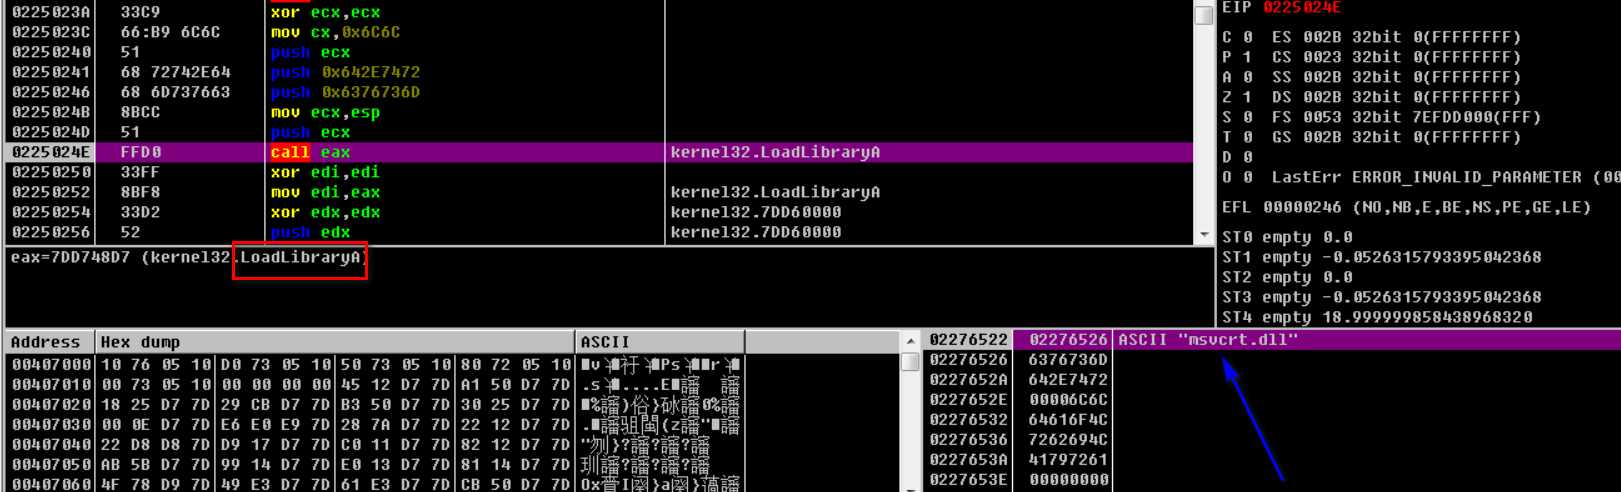 0225023A 33C9 xor ecx,ecx
0225023C 66:B9 6C6C mov cx,0x6C6C
02250240 51 push ecx
02250241 68 72742E64 push 0x642E7472
02250246 68 6D737663 push 0x6376736D
0225024B 8BCC mov ecx,esp
0225024D 51 push ecx
0225024E FFD0 call eax kernel32.LoadLibraryA
02250250 33FF xor edi,edi
02250252 8BF8 mov edi,eax kernel32.LoadLibraryA
02250254 33D2 xor edx,edx kernel32.7DD60000
02250256 52 push edx kernel32.7DD60000
eax=7DD748D7 (kernel32.LoadLibraryA)
EIP 0225024E
C 0 ES 002B 32bit 0(FFFFFFFF)
P 1 CS 0023 32bit 0(FFFFFFFF)
A 0 SS 002B 32bit 0(FFFFFFFF)
Z 1 DS 002B 32bit 0(FFFFFFFF)
S 0 FS 0053 32bit 7EFDD000(FFF)
T 0 GS 002B 32bit 0(FFFFFFFF)
D 0
O 0 LastErr ERROR_INVALID_PARAMETER (00
EFL 00000246 (NO,NB,E,BE,NS,PE,GE,LE)
ST0 empty 0.0
ST1 empty -0.0526315793395042368
ST2 empty 0.0
ST3 empty -0.0526315793395042368
ST4 empty 18.999999858438968320
Address Hex dump ASCII
00407000 10 76 05 10 D0 73 05 10 50 73 05 10 80 72 05 10
00407010 00 73 05 10 00 00 00 00 45 12 D7 7D A1 50 D7 7D
00407020 18 25 D7 7D 29 CB D7 7D B3 50 D7 7D 30 25 D7 7D
00407030 00 0E D7 7D E6 E0 E9 7D 28 7A D7 7D 22 12 D7 7D
00407040 22 D8 D8 7D D9 17 D7 7D C0 11 D7 7D 82 12 D7 7D
00407050 AB 5B D7 7D 99 14 D7 7D E0 13 D7 7D 81 14 D7 7D
00407060 4F 78 D9 7D 49 E3 D7 7D 61 E3 D7 7D CB 50 D7 7D
02276522 02276526 ASCII "msvcrt.dll"
02276526 6376736D
0227652A 642E7472
0227652E 00006C6C
02276532 64616F4C
02276536 7262694C
0227653A 41797261
0227653E 00000000